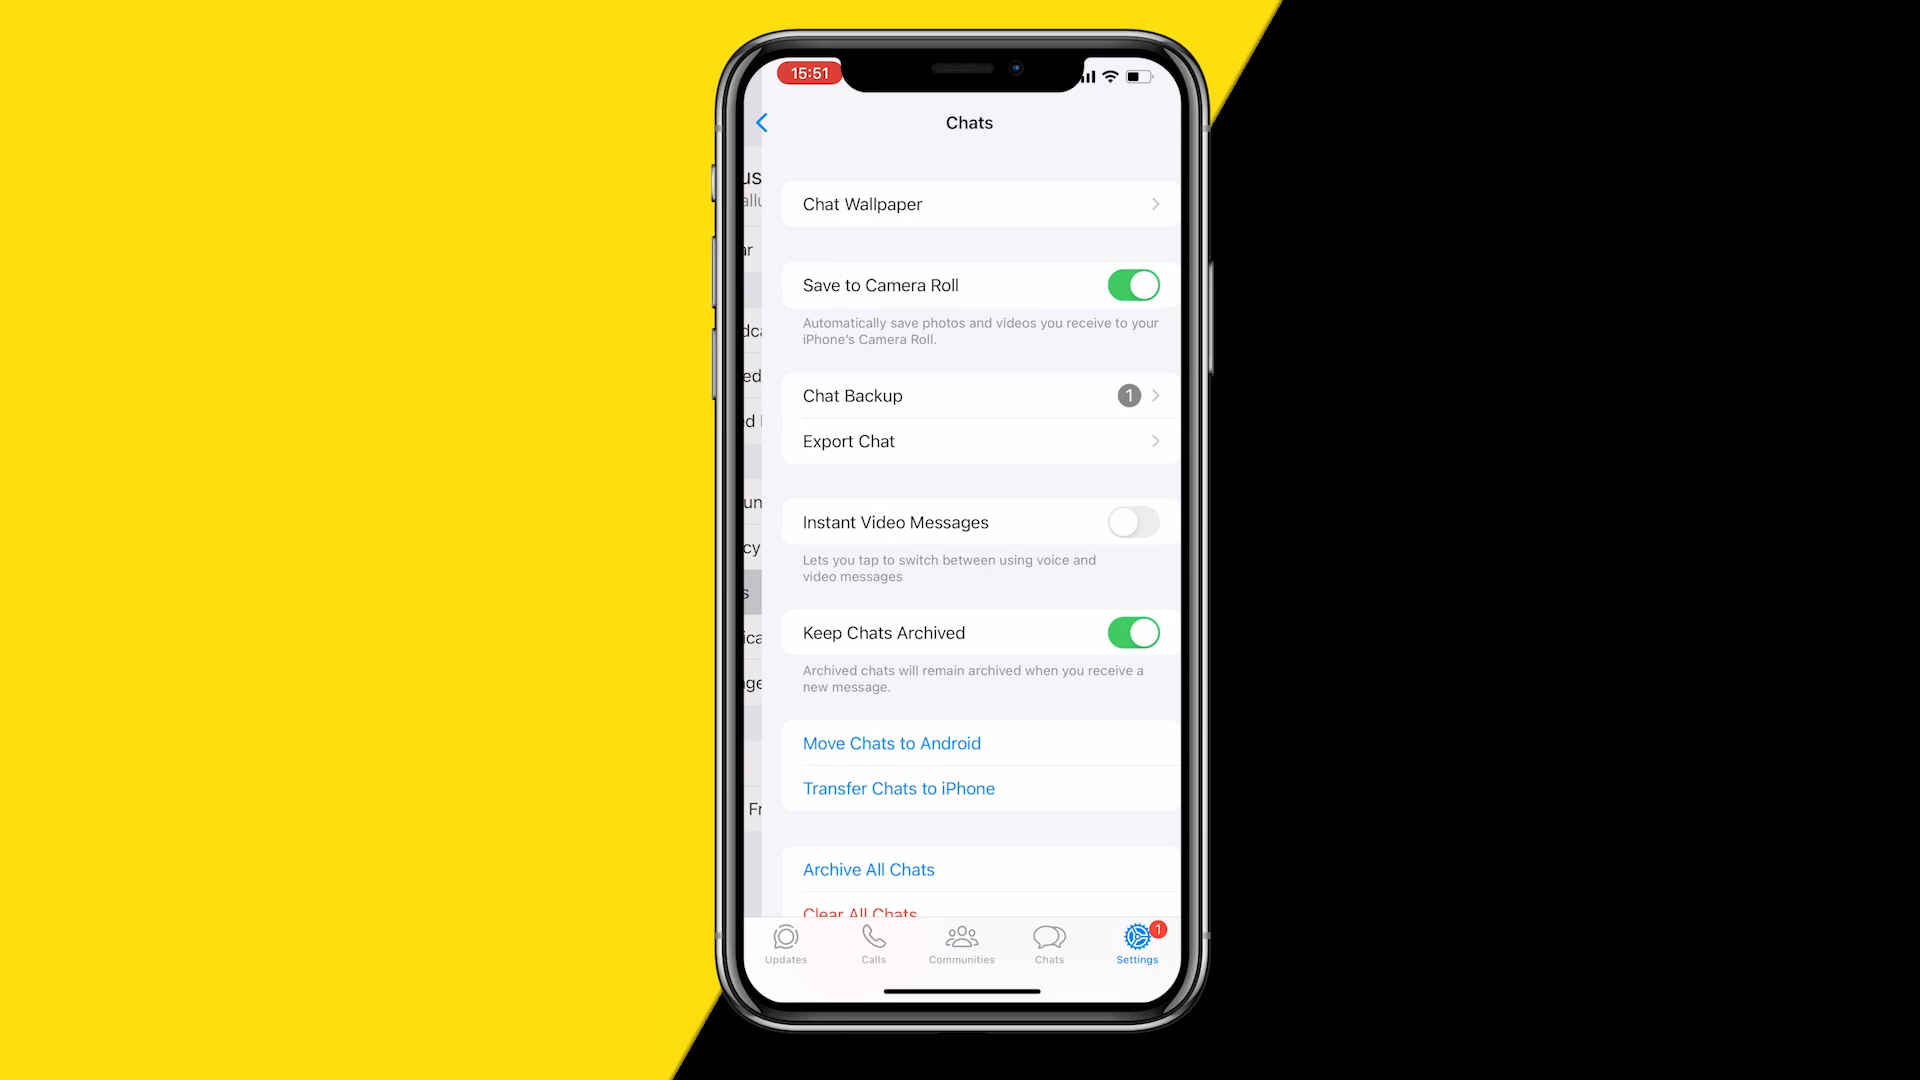 15:51
Chats
Chat Wallpaper
Save to Camera Roll
Automatically save photos and videos you receive to your
iPhone's Camera Roll.
Chat Backup 1
Export Chat
Instant Video Messages
Lets you tap to switch between using voice and
video messages
Keep Chats Archived
Archived chats will remain archived when you receive a
new message.
Move Chats to Android
Transfer Chats to iPhone
Archive All Chats
Clear All Chats
1
Updates Calls Communities Chats Settings